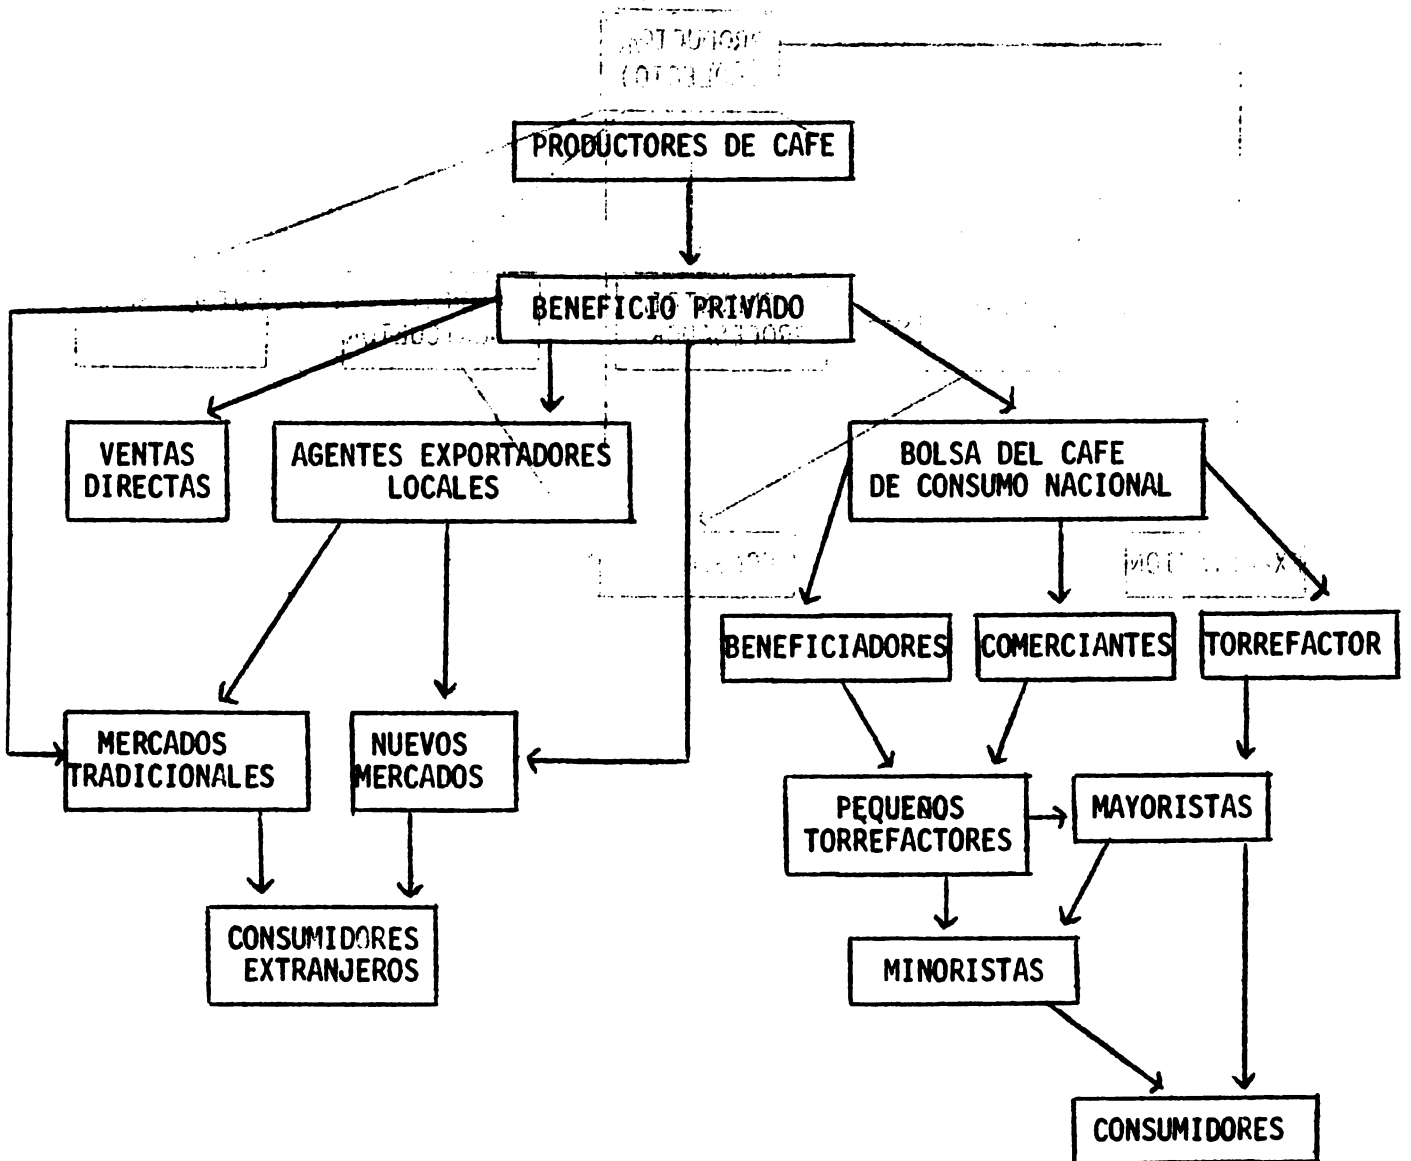 PRODUCTORES DE CAFE
BENEFICIO PRIVADO
VENTAS
DIRECTAS
AGENTES EXPORTADORES
LOCALES
BOLSA DEL CAFE
DE CONSUMO NACIONAL
BENEFICIADORES
COMERCIANTES
TORREFACTOR
MERCADOS
TRADICIONALES
NUEVOS
MERCADOS
PEQUEÑOS
TORREFACTORES
MAYORISTAS
CONSUMIDORES
EXTRANJEROS
MINORISTAS
CONSUMIDORES